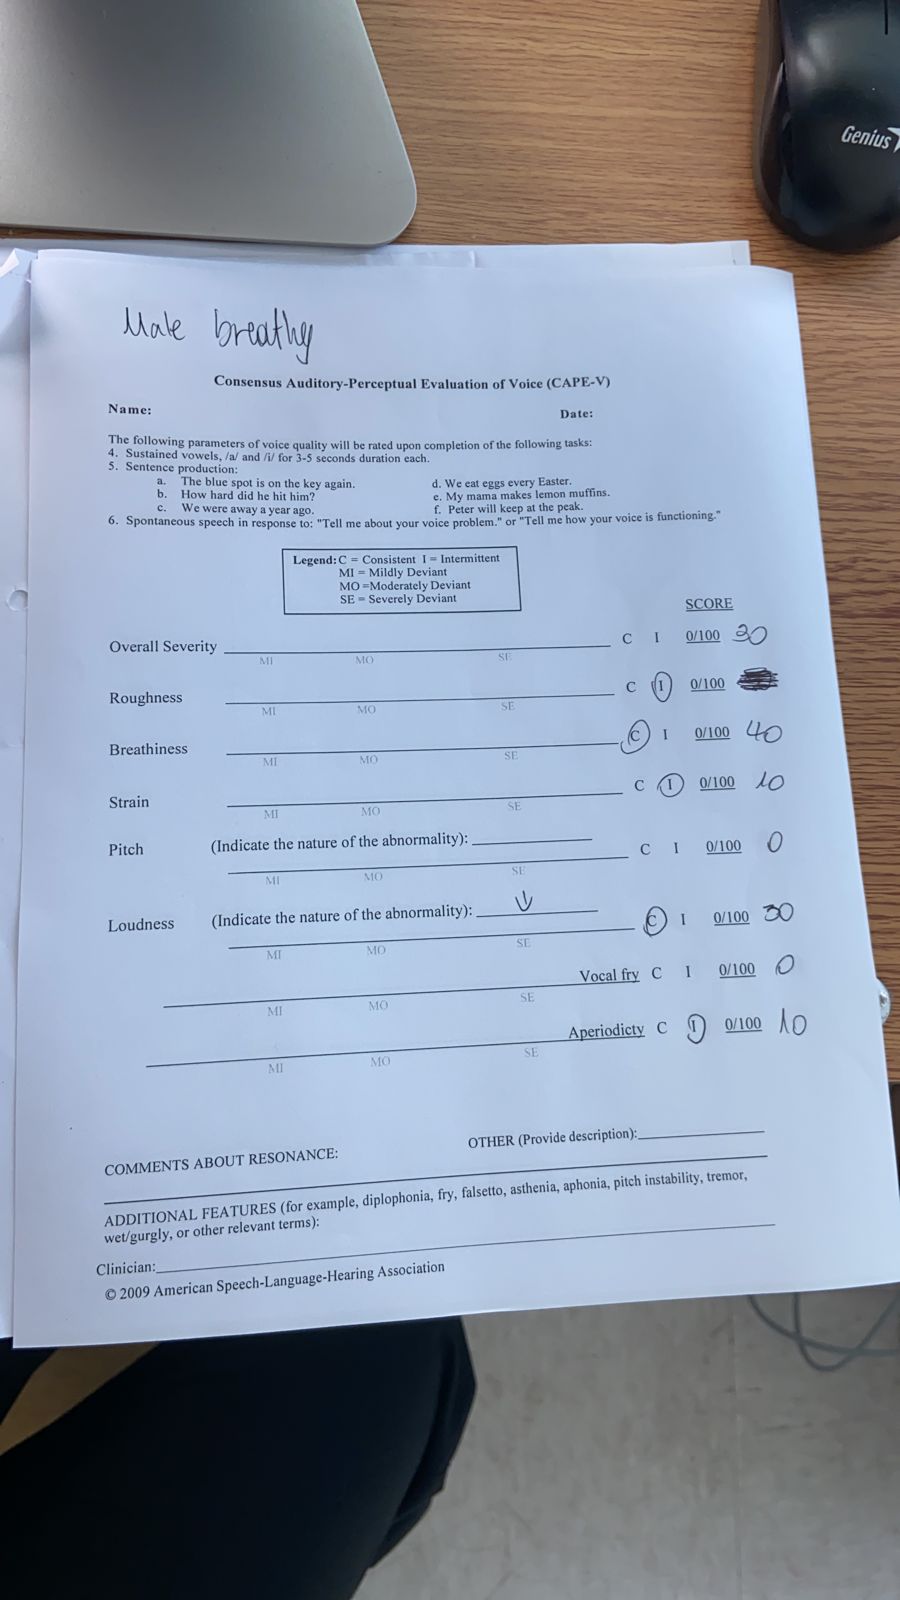 Genius
Male breathy
Consensus Auditory-Perceptual Evaluation of Voice (CAPE-V)
Name: Date:
The following parameters of voice quality will be rated upon completion of the following tasks:
4. Sustained vowels, /a/ and /i/ for 3-5 seconds duration each.
5. Sentence production:
a. The blue spot is on the key again. d. We eat eggs every Easter.
b. How hard did he hit him? e. My mama makes lemon muffins.
c. We were away a year ago. f. Peter will keep at the peak.
6. Spontaneous speech in response to: "Tell me about your voice problem." or "Tell me how your voice is functioning."
Legend: C = Consistent I = Intermittent
MI = Mildly Deviant
MO =Moderately Deviant
SE = Severely Deviant
SCORE
Overall Severity C I 0/100 30
MI MO SE
Roughness C I 0/100
MI MO SE
Breathiness C I 0/100 40
MI MO SE
Strain C I 0/100 10
MI MO SE
Pitch (Indicate the nature of the abnormality): C I 0/100 0
MI MO SE
Loudness (Indicate the nature of the abnormality): ↓ C I 0/100 30
MI MO SE
Vocal fry C I 0/100 0
MI MO SE
Aperiodicty C I 0/100 10
MI MO SE
COMMENTS ABOUT RESONANCE: OTHER (Provide description):
ADDITIONAL FEATURES (for example, diplophonia, fry, falsetto, asthenia, aphonia, pitch instability, tremor,
wet/gurgly, or other relevant terms):
Clinician:
© 2009 American Speech-Language-Hearing Association